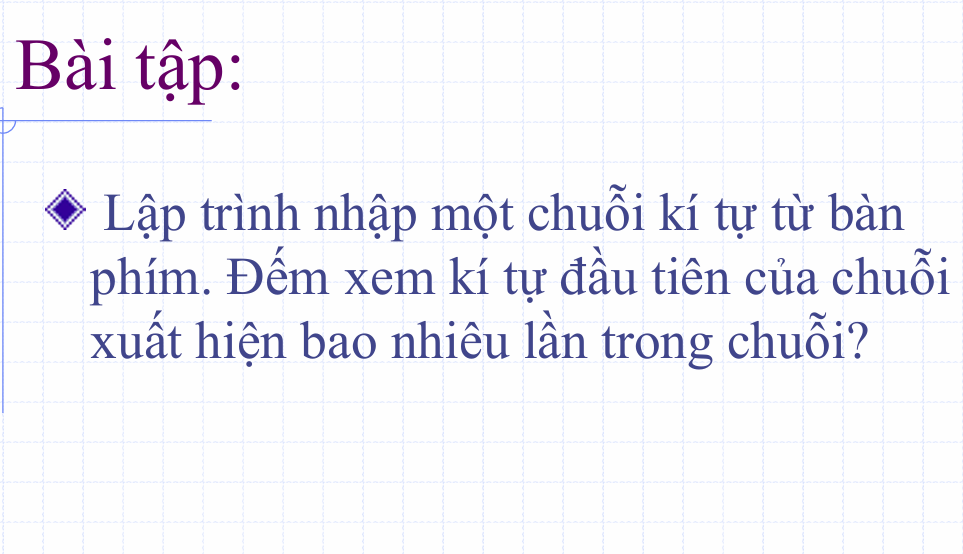 Bài tập:
Lập trình nhập một chuỗi kí tự từ bàn
phím. Đếm xem kí tự đầu tiên của chuỗi
xuất hiện bao nhiêu lần trong chuỗi?